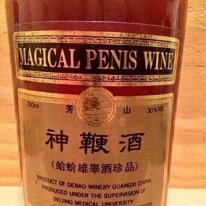 MAGICAL PENIS WINE
700ml 芳 山 30%VOL
神鞭酒
(蛤蚧雄睾酒珍品)
PRODUCT OF DEBAO WINERY GUANGXI CHINA
PRODUCED UNDER THE SUPERVISION OF
BEIJING MEDICAL UNIVERSITY